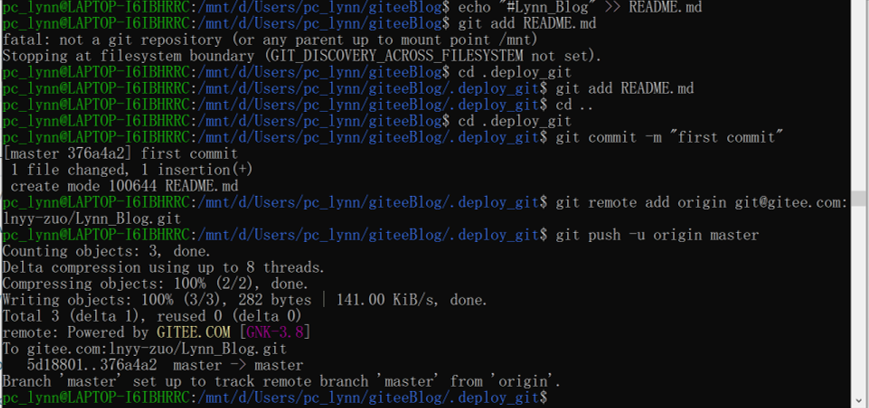 pc_lynn@LAPTOP-I6IBHRRC:/mnt/d/Users/pc_lynn/giteeBlog$ echo "#Lynn_Blog" >> README.md
pc_lynn@LAPTOP-I6IBHRRC:/mnt/d/Users/pc_lynn/giteeBlog$ git add README.md
fatal: not a git repository (or any parent up to mount point /mnt)
Stopping at filesystem boundary (GIT_DISCOVERY_ACROSS_FILESYSTEM not set).
pc_lynn@LAPTOP-I6IBHRRC:/mnt/d/Users/pc_lynn/giteeBlog$ cd .deploy_git
pc_lynn@LAPTOP-I6IBHRRC:/mnt/d/Users/pc_lynn/giteeBlog/.deploy_git$ git add README.md
pc_lynn@LAPTOP-I6IBHRRC:/mnt/d/Users/pc_lynn/giteeBlog/.deploy_git$ cd ..
pc_lynn@LAPTOP-I6IBHRRC:/mnt/d/Users/pc_lynn/giteeBlog$ cd .deploy_git
pc_lynn@LAPTOP-I6IBHRRC:/mnt/d/Users/pc_lynn/giteeBlog/.deploy_git$ git commit -m "first commit"
[master 376a4a2] first commit
 1 file changed, 1 insertion(+)
 create mode 100644 README.md
pc_lynn@LAPTOP-I6IBHRRC:/mnt/d/Users/pc_lynn/giteeBlog/.deploy_git$ git remote add origin git@gitee.com:
lnyy-zuo/Lynn_Blog.git
pc_lynn@LAPTOP-I6IBHRRC:/mnt/d/Users/pc_lynn/giteeBlog/.deploy_git$ git push -u origin master
Counting objects: 3, done.
Delta compression using up to 8 threads.
Compressing objects: 100% (2/2), done.
Writing objects: 100% (3/3), 282 bytes | 141.00 KiB/s, done.
Total 3 (delta 1), reused 0 (delta 0)
remote: Powered by GITEE.COM [GNK-3.8]
To gitee.com:lnyy-zuo/Lynn_Blog.git
   5d18801..376a4a2  master -> master
Branch 'master' set up to track remote branch 'master' from 'origin'.
pc_lynn@LAPTOP-I6IBHRRC:/mnt/d/Users/pc_lynn/giteeBlog/.deploy_git$